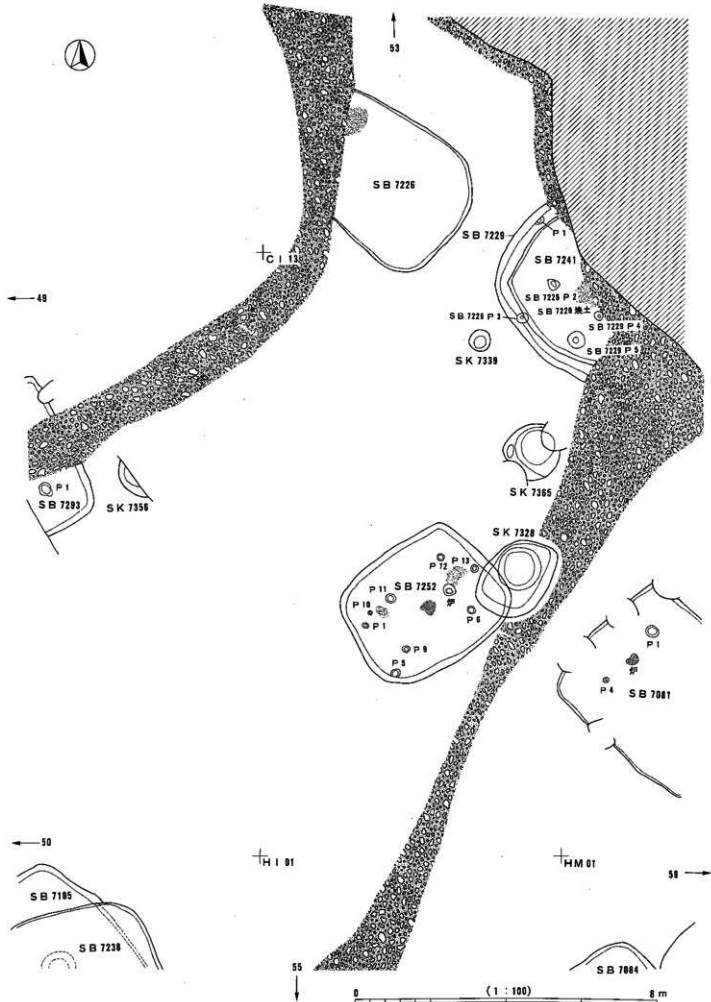 53
SB 7226
SB 7229
P 1
SB 7241
CI 13
49
SB 7229 P 2
SB 7229 焼土
SB 7229 P 3
SB 7229 P 4
SB 7229 P 5
SK 7339
SK 7365
P 1
SB 7293
SK 7356
SK 7328
P 12
P 13
SB 7252
P 11
炉
P 10
P 1
P 6
P 9
P 5
P 1
炉
P 4
SB 7081
50
HI 01
HM 01
SB 7195
SB 7238
55
SB 7084
(1 : 100)
0
8 m